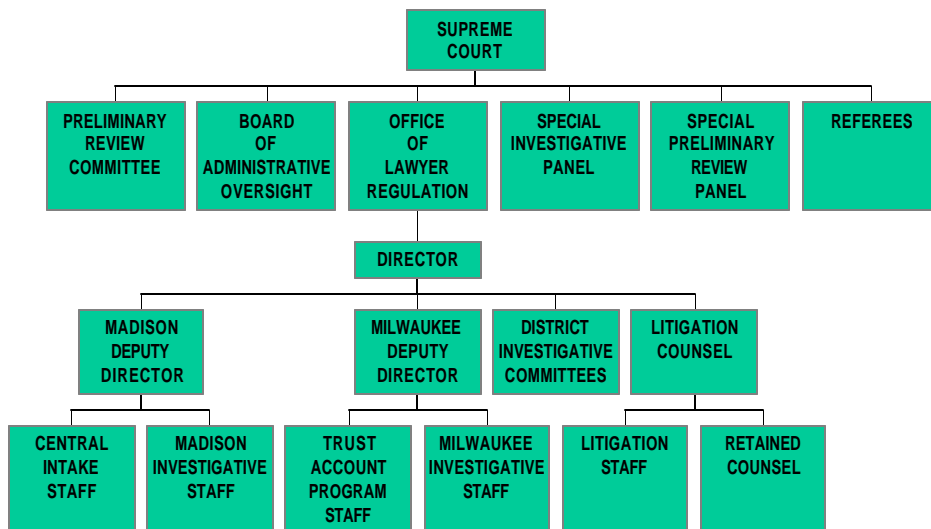 SUPREME
COURT
PRELIMINARY
REVIEW
COMMITTEE
BOARD
OF
ADMINISTRATIVE
OVERSIGHT
OFFICE
OF
LAWYER
REGULATION
SPECIAL
INVESTIGATIVE
PANEL
SPECIAL
PRELIMINARY
REVIEW
PANEL
REFEREES
DIRECTOR
MADISON
DEPUTY
DIRECTOR
MILWAUKEE
DEPUTY
DIRECTOR
DISTRICT
INVESTIGATIVE
COMMITTEES
LITIGATION
COUNSEL
CENTRAL
INTAKE
STAFF
MADISON
INVESTIGATIVE
STAFF
TRUST
ACCOUNT
PROGRAM
STAFF
MILWAUKEE
INVESTIGATIVE
STAFF
LITIGATION
STAFF
RETAINED
COUNSEL